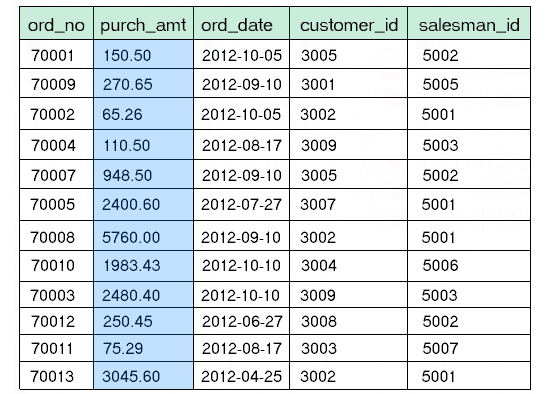 ord_no purch_amt ord_date customer_id salesman_id
70001 150.50 2012-10-05 3005 5002
70009 270.65 2012-09-10 3001 5005
70002 65.26 2012-10-05 3002 5001
70004 110.50 2012-08-17 3009 5003
70007 948.50 2012-09-10 3005 5002
70005 2400.60 2012-07-27 3007 5001
70008 5760.00 2012-09-10 3002 5001
70010 1983.43 2012-10-10 3004 5006
70003 2480.40 2012-10-10 3009 5003
70012 250.45 2012-06-27 3008 5002
70011 75.29 2012-08-17 3003 5007
70013 3045.60 2012-04-25 3002 5001